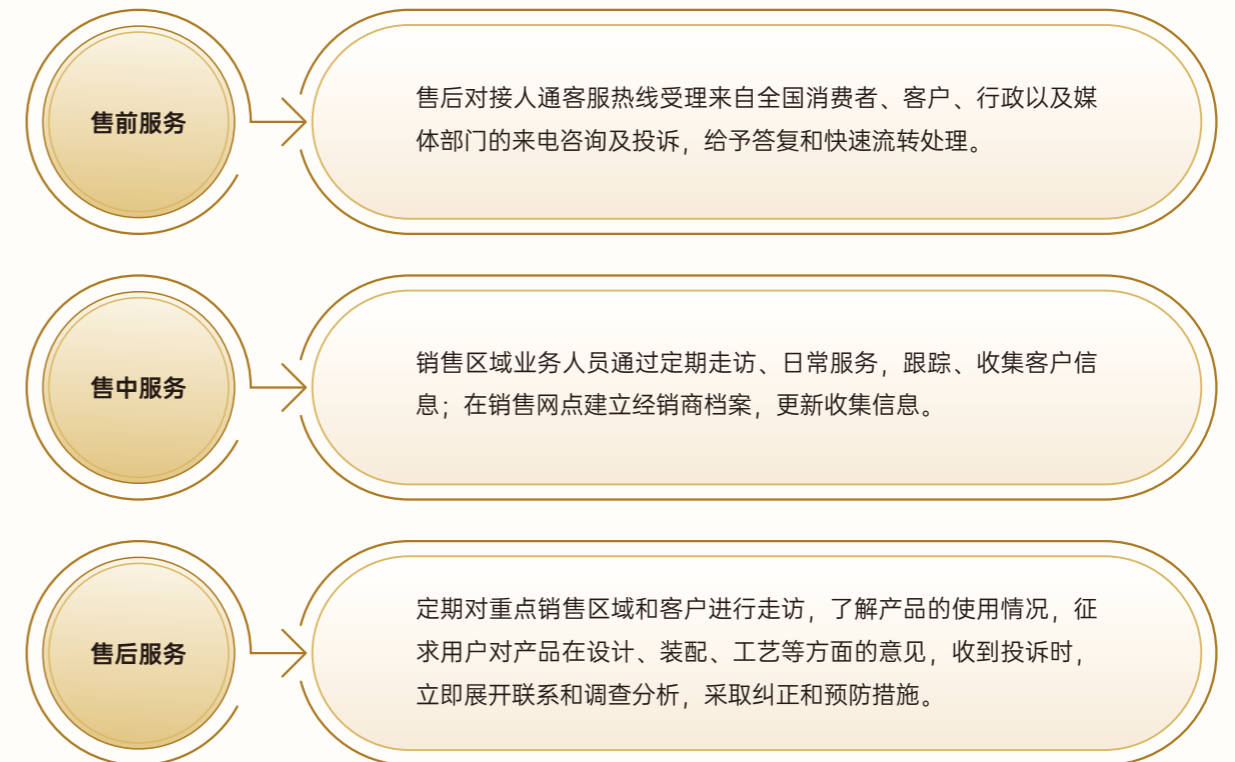 售前服务
售后对接人通客服热线受理来自全国消费者、客户、行政以及媒
体部门的来电咨询及投诉，给予答复和快速流转处理。
售中服务
销售区域业务人员通过定期走访、日常服务，跟踪、收集客户信
息；在销售网点建立经销商档案，更新收集信息。
售后服务
定期对重点销售区域和客户进行走访，了解产品的使用情况，征
求用户对产品在设计、装配、工艺等方面的意见，收到投诉时，
立即展开联系和调查分析，采取纠正和预防措施。